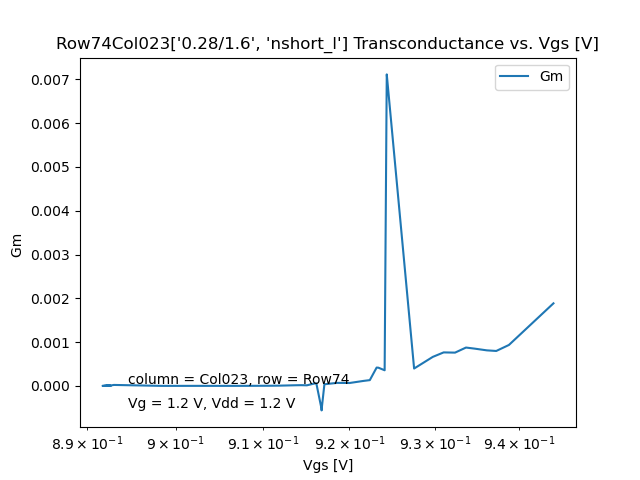 Row74Col023['0.28/1.6', 'nshort_l'] Transconductance vs. Vgs [V]
Gm
0.007
0.006
0.005
0.004
0.003
0.002
0.001
0.000
Gm
column = Col023, row = Row74
Vg = 1.2 V, Vdd = 1.2 V
8.9 × 10⁻¹ 9 × 10⁻¹ 9.1 × 10⁻¹ 9.2 × 10⁻¹ 9.3 × 10⁻¹ 9.4 × 10⁻¹
Vgs [V]